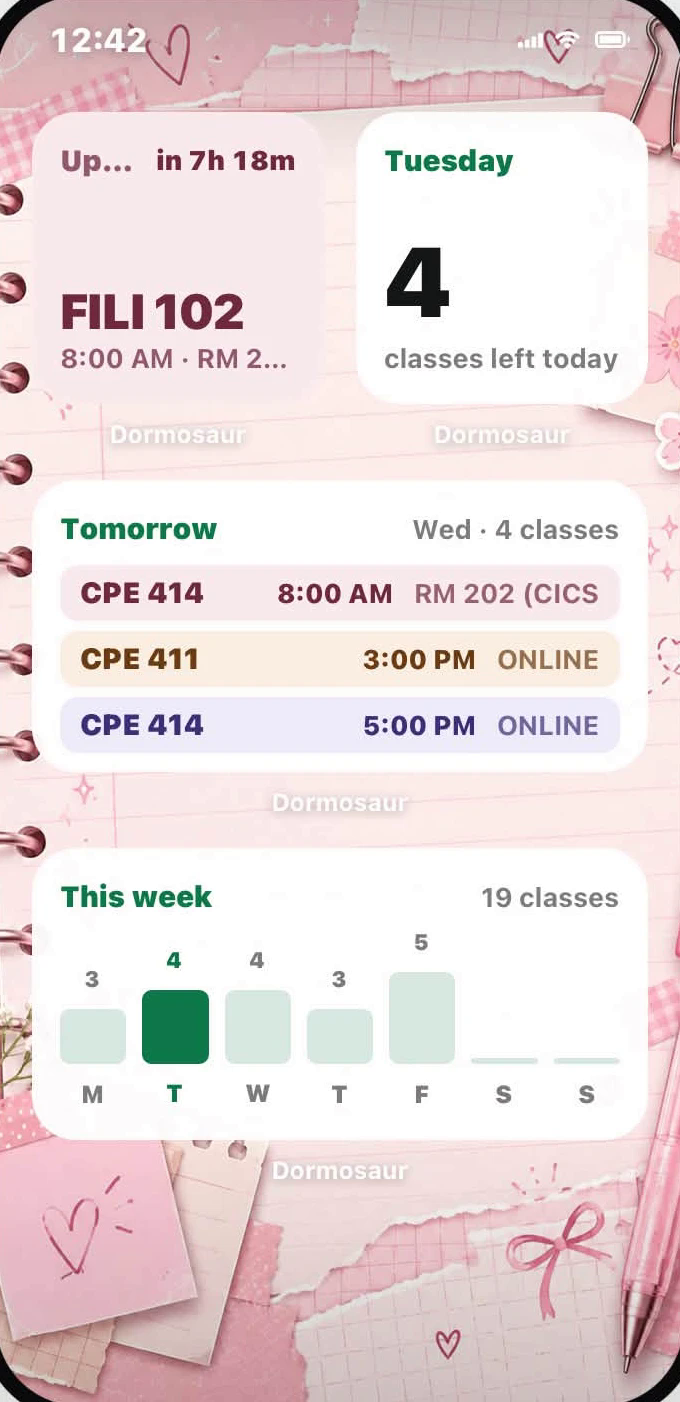 12:42
Up... in 7h 18m
FILI 102
8:00 AM · RM 2...
Tuesday
4
classes left today
Dormosaur
Dormosaur
Tomorrow Wed · 4 classes
CPE 414 8:00 AM RM 202 (CICS
CPE 411 3:00 PM ONLINE
CPE 414 5:00 PM ONLINE
Dormosaur
This week 19 classes
3 4 4 3 5
M T W T F S S
Dormosaur